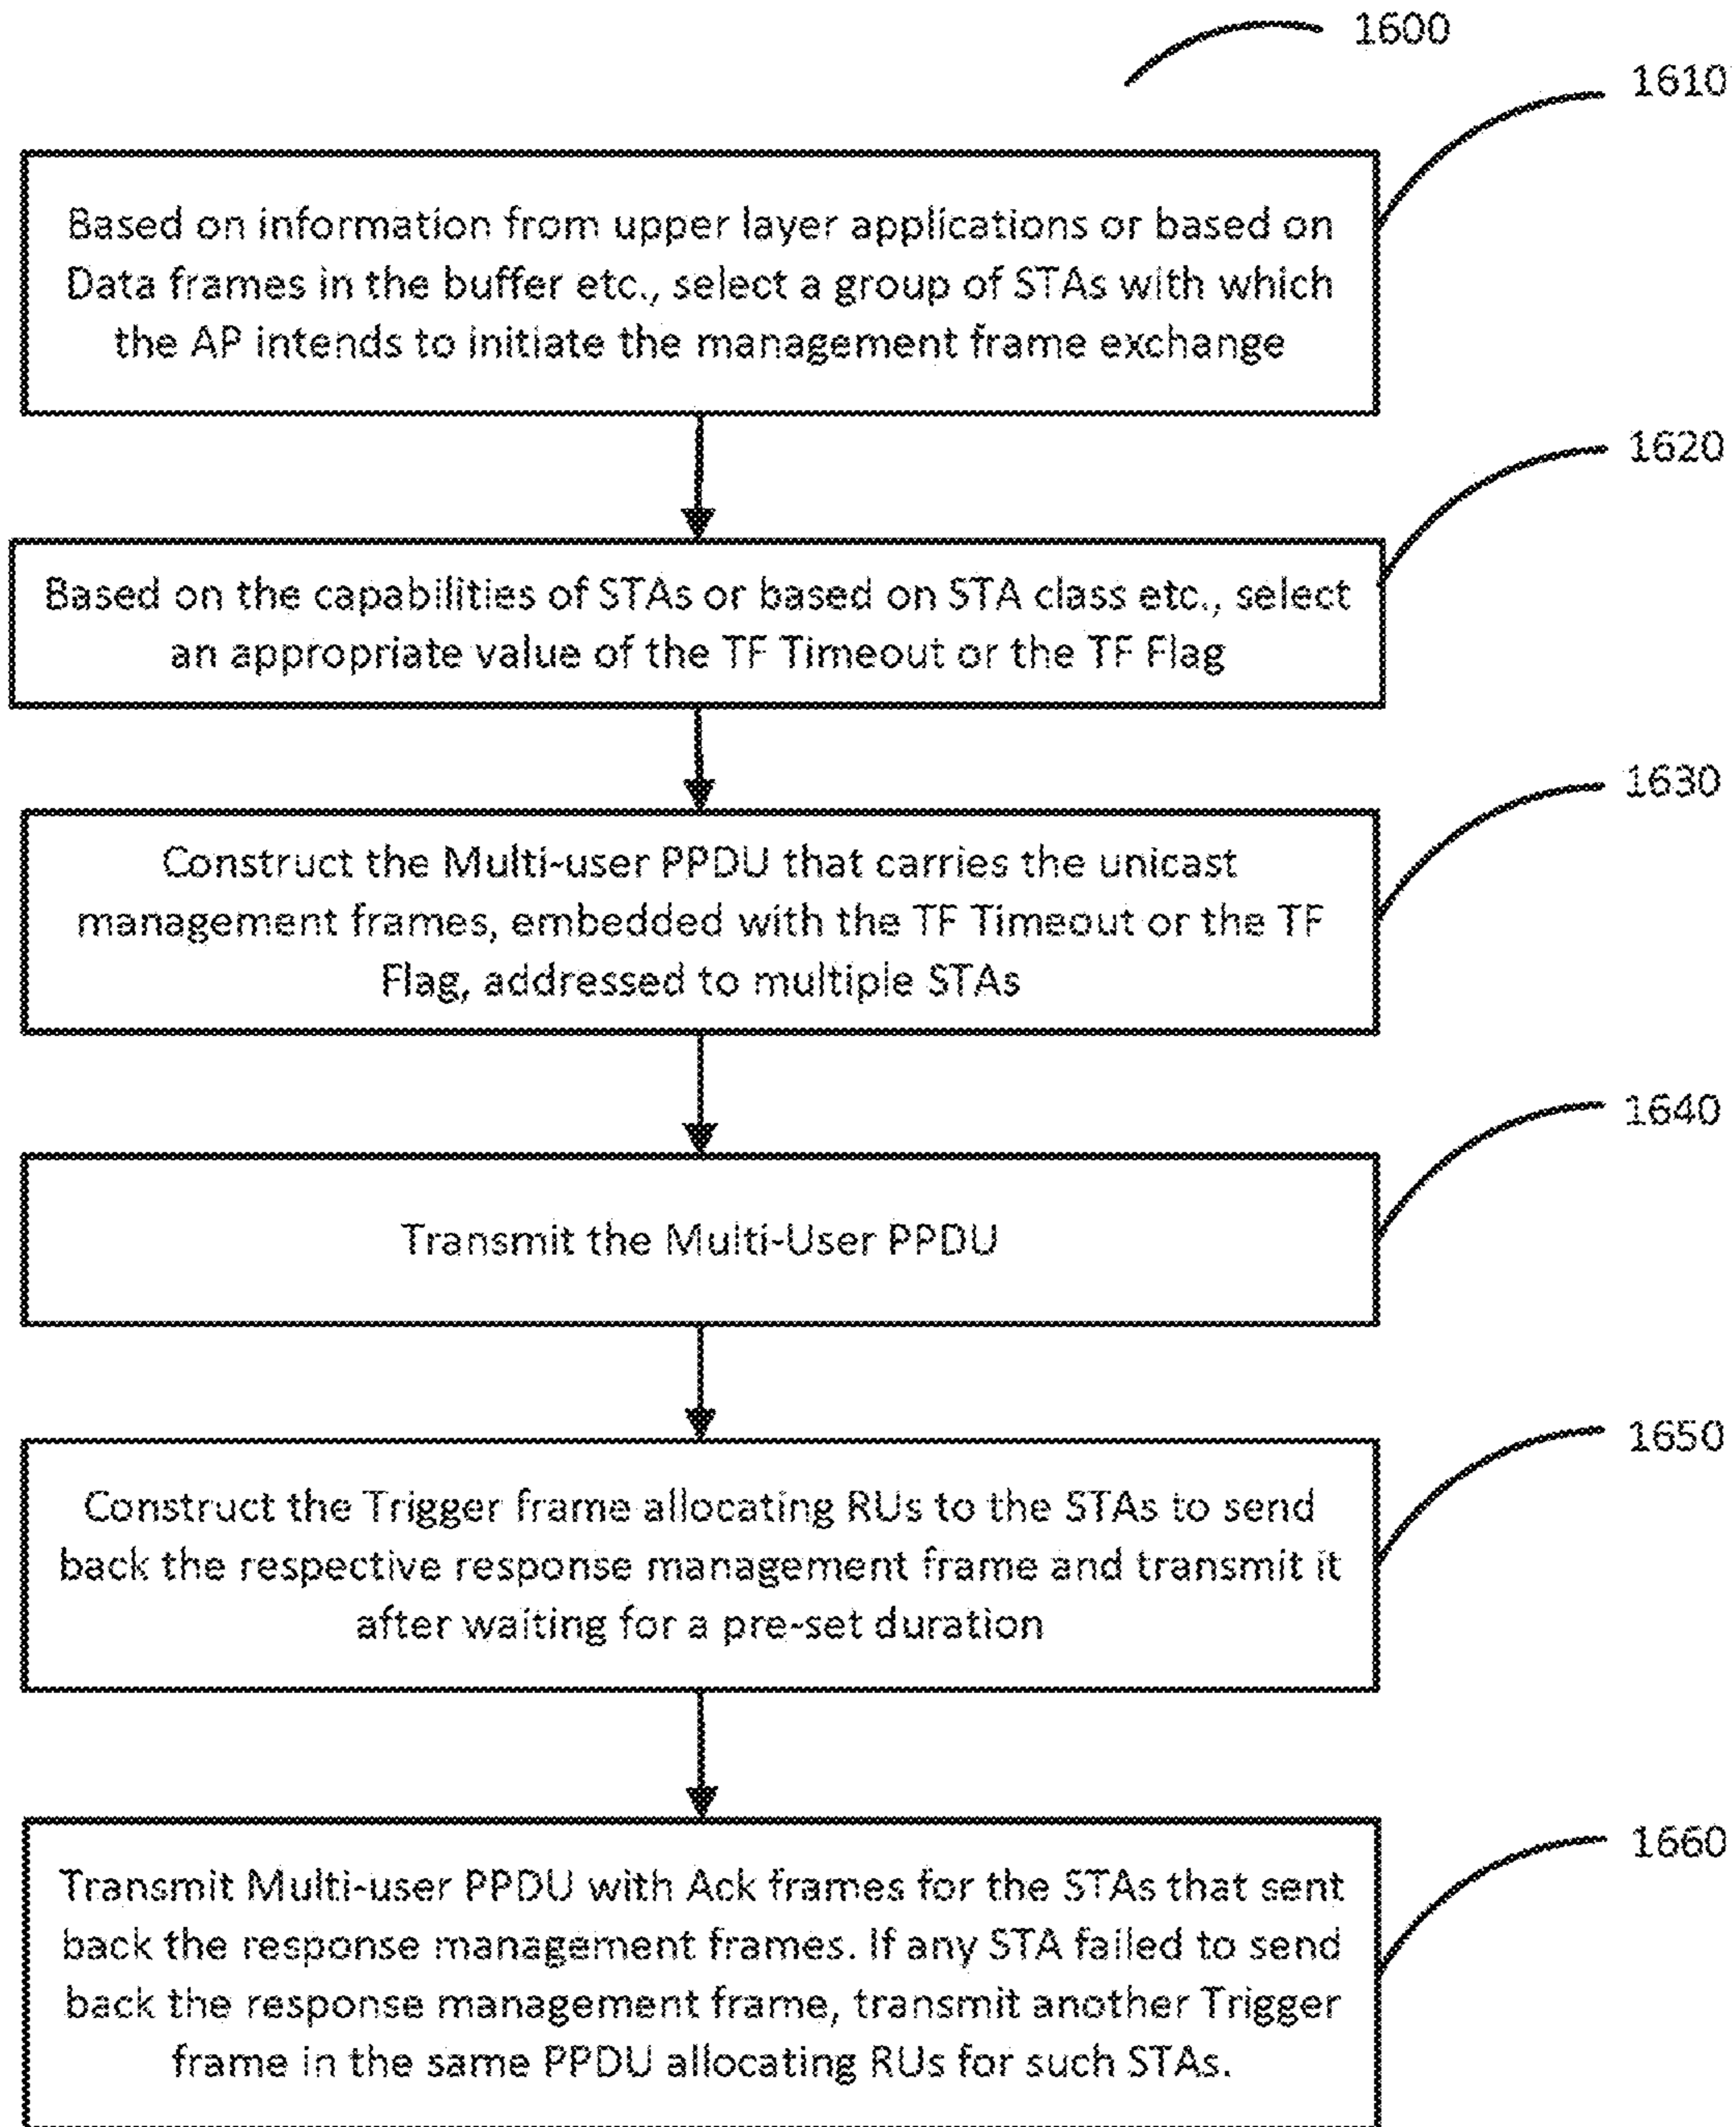 1600
1610
Based on information from upper layer applications or based on
Data frames in the buffer etc., select a group of STAs with which
the AP intends to initiate the management frame exchange
1620
Based on the capabilities of STAs or based on STA class etc., select
an appropriate value of the TF Timeout or the TF Flag
1630
Construct the Multi-user PPDU that carries the unicast
management frames, embedded with the TF Timeout or the TF
Flag, addressed to multiple STAs
1640
Transmit the Multi-User PPDU
1650
Construct the Trigger frame allocating RUs to the STAs to send
back the respective response management frame and transmit it
after waiting for a pre-set duration
1660
Transmit Multi-user PPDU with Ack frames for the STAs that sent
back the response management frames. If any STA failed to send
back the response management frame, transmit another Trigger
frame in the same PPDU allocating RUs for such STAs.